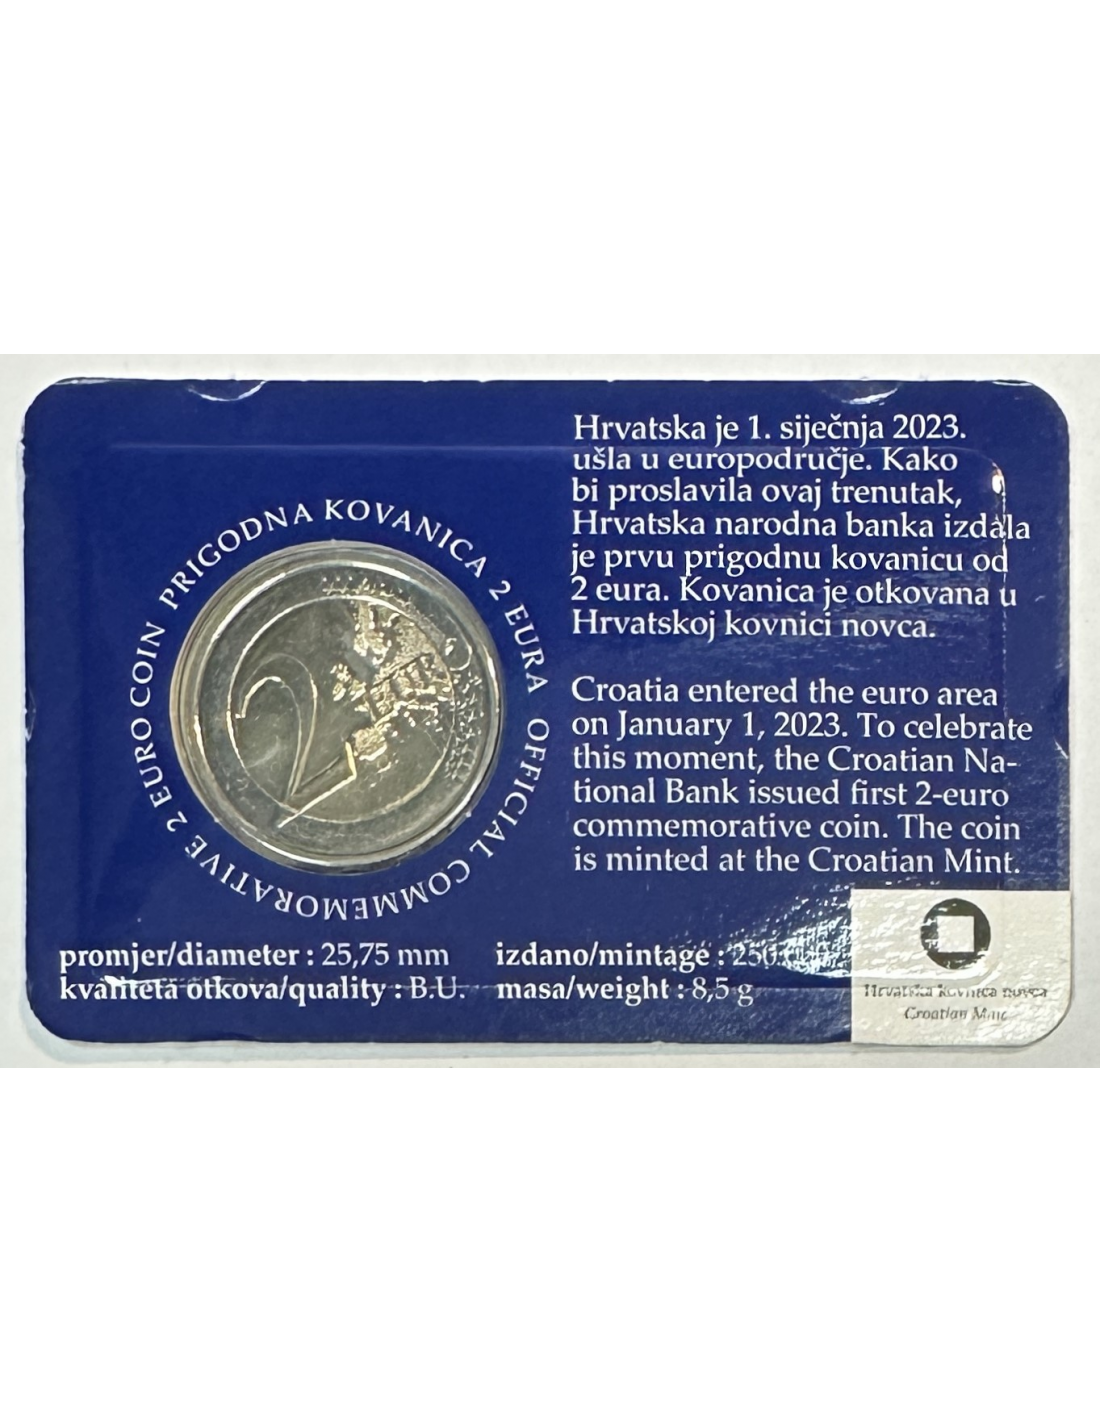 PRIGODNA KOVANICA 2 EURA OFFICIAL COMMEMORATIVE 2 EURO COIN
2
Hrvatska je 1. siječnja 2023.
ušla u europodručje. Kako
bi proslavila ovaj trenutak,
Hrvatska narodna banka izdala
je prvu prigodnu kovanicu od
2 eura. Kovanica je otkovana u
Hrvatskoj kovnici novca.
Croatia entered the euro area
on January 1, 2023. To celebrate
this moment, the Croatian Na-
tional Bank issued first 2-euro
commemorative coin. The coin
is minted at the Croatian Mint.
promjer/diameter : 25,75 mm
kvaliteta otkova/quality : B.U.
izdano/mintage :
masa/weight : 8,5 g
Hrvatska kovnica novca
Croatian Mint